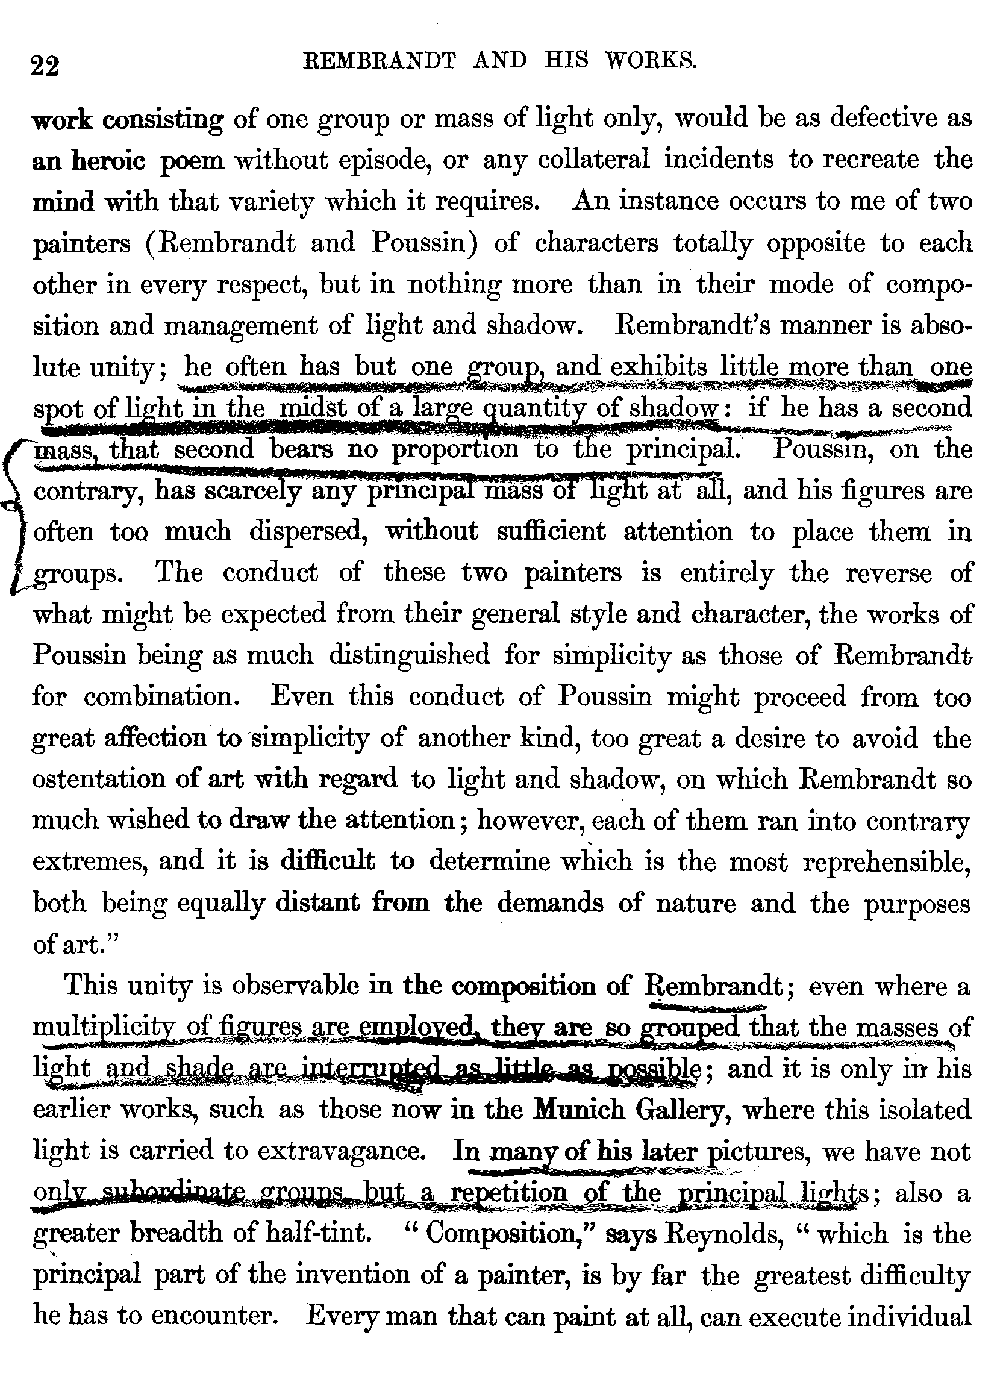 22 REMBRANDT AND HIS WORKS.
work consisting of one group or mass of light only, would be as defective as
an heroic poem without episode, or any collateral incidents to recreate the
mind with that variety which it requires. An instance occurs to me of two
painters (Rembrandt and Poussin) of characters totally opposite to each
other in every respect, but in nothing more than in their mode of compo-
sition and management of light and shadow. Rembrandt's manner is abso-
lute unity; he often has but one group, and exhibits little more than one
spot of light in the midst of a large quantity of shadow: if he has a second
mass, that second bears no proportion to the principal. Poussin, on the
contrary, has scarcely any principal mass of light at all, and his figures are
often too much dispersed, without sufficient attention to place them in
groups. The conduct of these two painters is entirely the reverse of
what might be expected from their general style and character, the works of
Poussin being as much distinguished for simplicity as those of Rembrandt
for combination. Even this conduct of Poussin might proceed from too
great affection to simplicity of another kind, too great a desire to avoid the
ostentation of art with regard to light and shadow, on which Rembrandt so
much wished to draw the attention; however, each of them ran into contrary
extremes, and it is difficult to determine which is the most reprehensible,
both being equally distant from the demands of nature and the purposes
of art."
This unity is observable in the composition of Rembrandt; even where a
multiplicity of figures are employed, they are so grouped that the masses of
light and shade are interrupted as little as possible; and it is only in his
earlier works, such as those now in the Munich Gallery, where this isolated
light is carried to extravagance. In many of his later pictures, we have not
only subordinate groups but a repetition of the principal lights; also a
greater breadth of half-tint. "Composition," says Reynolds, "which is the
principal part of the invention of a painter, is by far the greatest difficulty
he has to encounter. Every man that can paint at all, can execute individual